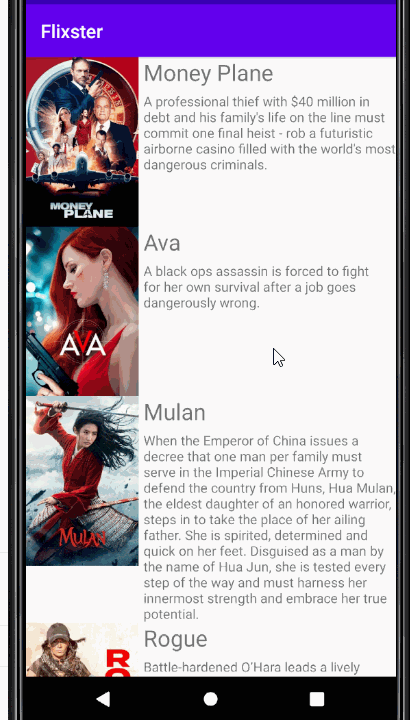 Flixster
Money Plane
A professional thief with $40 million in
debt and his family's life on the line must
commit one final heist - rob a futuristic
airborne casino filled with the world's most
dangerous criminals.
MONEY
PLANE
Ava
A black ops assassin is forced to fight
for her own survival after a job goes
dangerously wrong.
AVA
Mulan
When the Emperor of China issues a
decree that one man per family must
serve in the Imperial Chinese Army to
defend the country from Huns, Hua Mulan,
the eldest daughter of an honored warrior,
steps in to take the place of her ailing
father. She is spirited, determined and
quick on her feet. Disguised as a man by
the name of Hua Jun, she is tested every
step of the way and must harness her
innermost strength and embrace her true
potential.
MULAN
Rogue
Battle-hardened O'Hara leads a lively